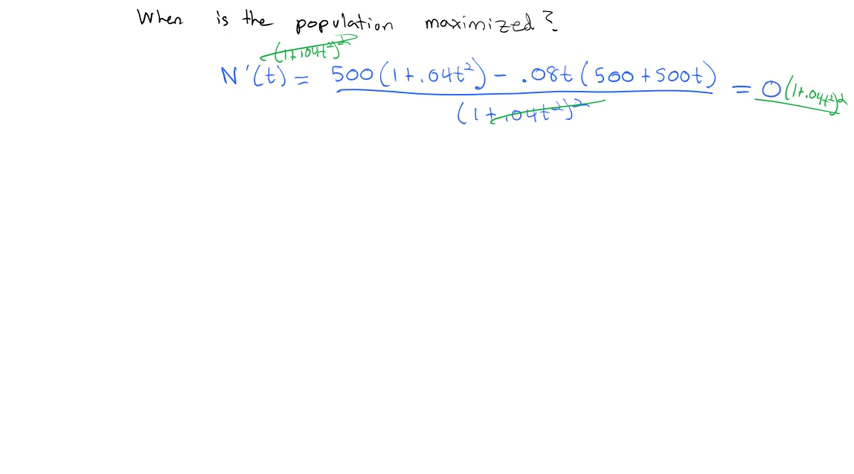 When is the population maximized?
(1+.04t²)²
N'(t) = 500(1+.04t²) - .08t(500+500t) = 0(1+.04t²)²
(1+.04t²)²